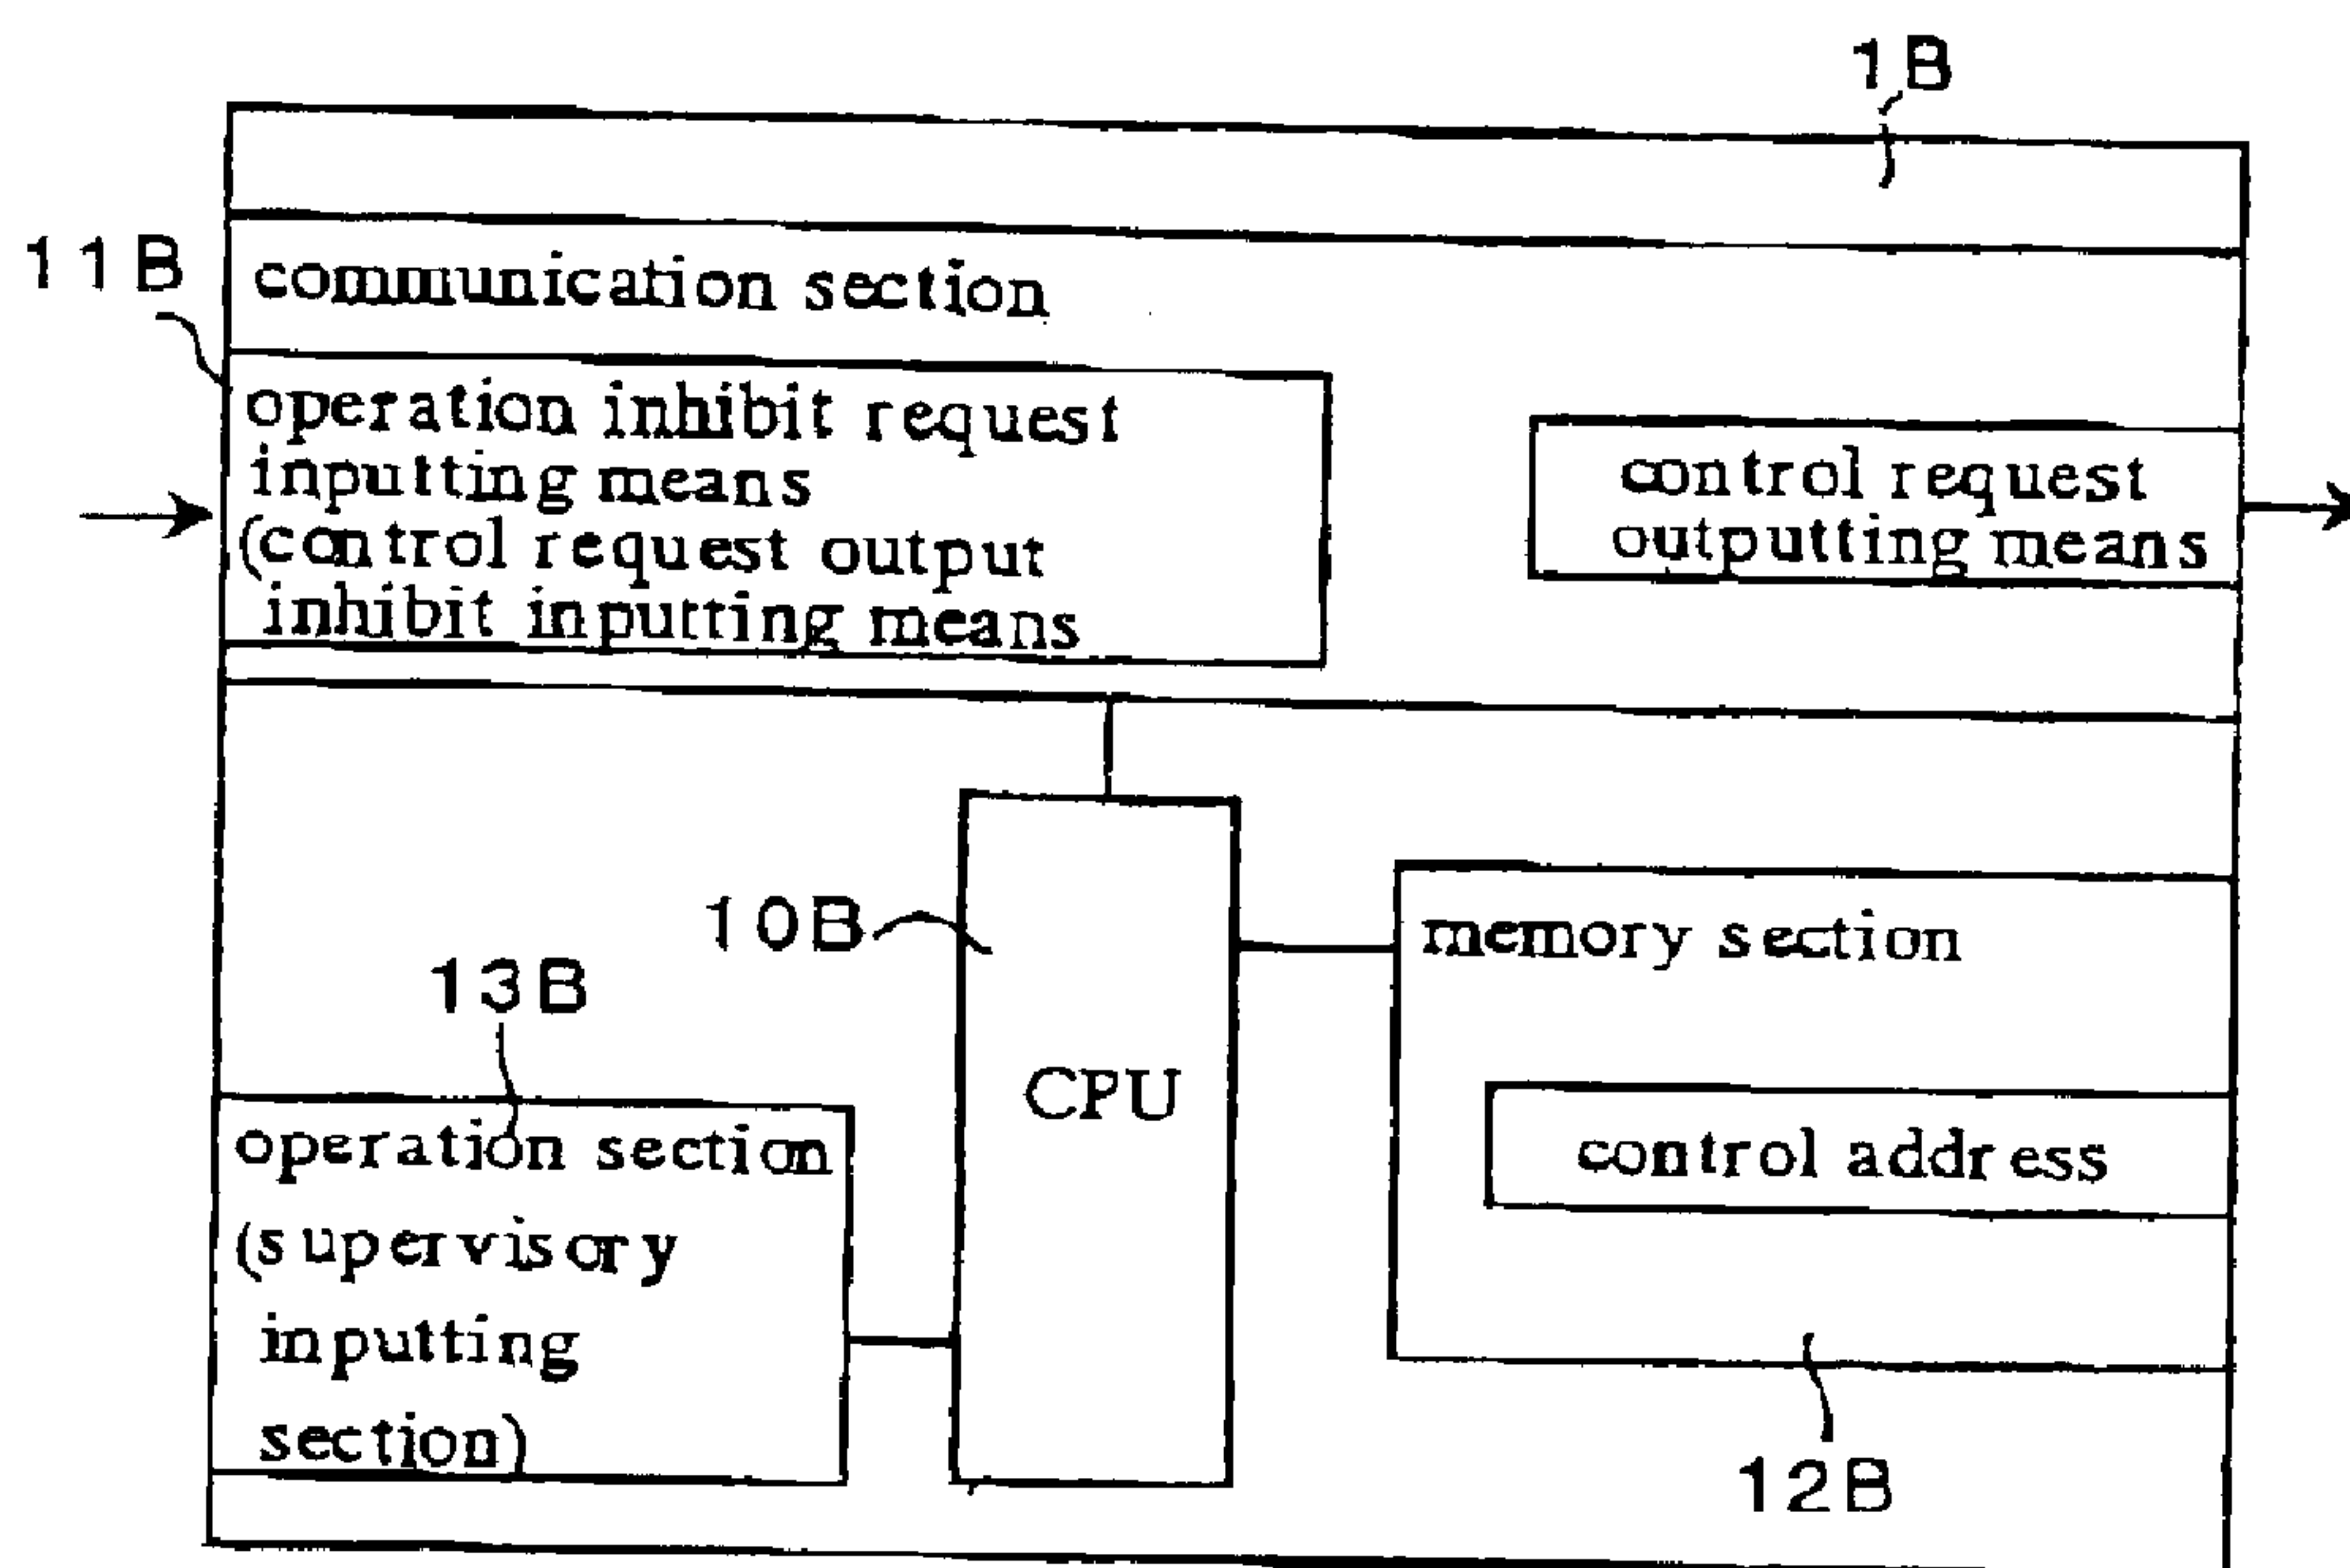 1B
11B
communication section
operation inhibit request
inputting means
(control request output
inhibit inputting means
control request
outputting means
10B
memory section
13B
CPU
control address
operation section
(supervisory
inputting
section)
12B